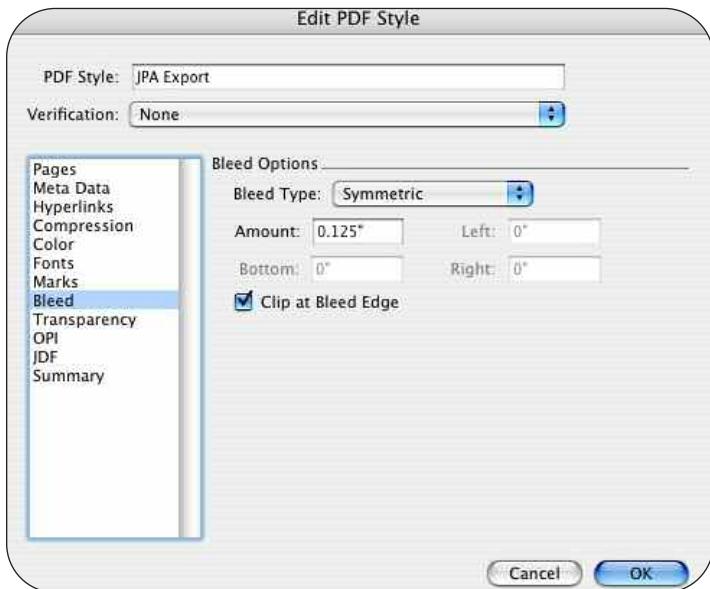 Edit PDF Style
PDF Style: JPA Export
Verification: None
Pages
Meta Data
Hyperlinks
Compression
Color
Fonts
Marks
Bleed
Transparency
OPI
JDF
Summary
Bleed Options
Bleed Type: Symmetric
Amount: 0.125" Left: 0"
Bottom: 0" Right: 0"
Clip at Bleed Edge
Cancel OK